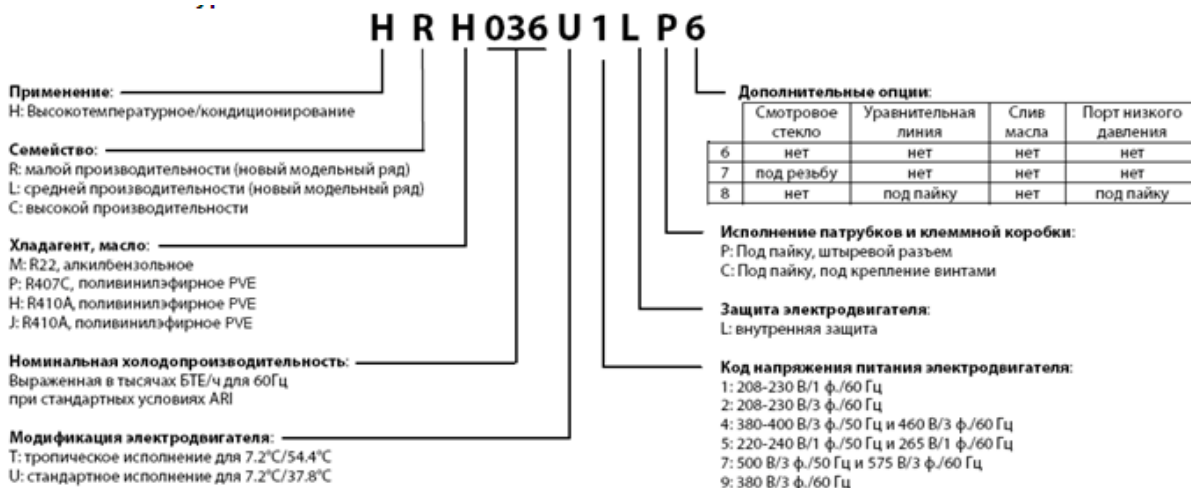 H R H 036 U 1 L P 6
Применение:
H: Высокотемпературное/кондиционирование
Семейство:
R: малой производительности (новый модельный ряд)
L: средней производительности (новый модельный ряд)
C: высокой производительности
Хладагент, масло:
M: R22, алкилбензольное
P: R407C, поливинилэфирное PVE
H: R410A, поливинилэфирное PVE
J: R410A, поливинилэфирное PVE
Номинальная холодопроизводительность:
Выраженная в тысячах БТЕ/ч для 60Гц
при стандартных условиях ARI
Модификация электродвигателя:
T: тропическое исполнение для 7.2°C/54.4°C
U: стандартное исполнение для 7.2°C/37.8°C
Дополнительные опции:
Смотровое стекло Уравнительная линия Слив масла Порт низкого давления
6 нет нет нет нет
7 под резьбу нет нет нет
8 нет под пайку нет под пайку
Исполнение патрубков и клеммной коробки:
P: Под пайку, штыревой разъем
C: Под пайку, под крепление винтами
Защита электродвигателя:
L: внутренняя защита
Код напряжения питания электродвигателя:
1: 208-230 В/1 ф./60 Гц
2: 208-230 В/3 ф./60 Гц
4: 380-400 В/3 ф./50 Гц и 460 В/3 ф./60 Гц
5: 220-240 В/1 ф./50 Гц и 265 В/1 ф./60 Гц
7: 500 В/3 ф./50 Гц и 575 В/3 ф./60 Гц
9: 380 В/3 ф./60 Гц